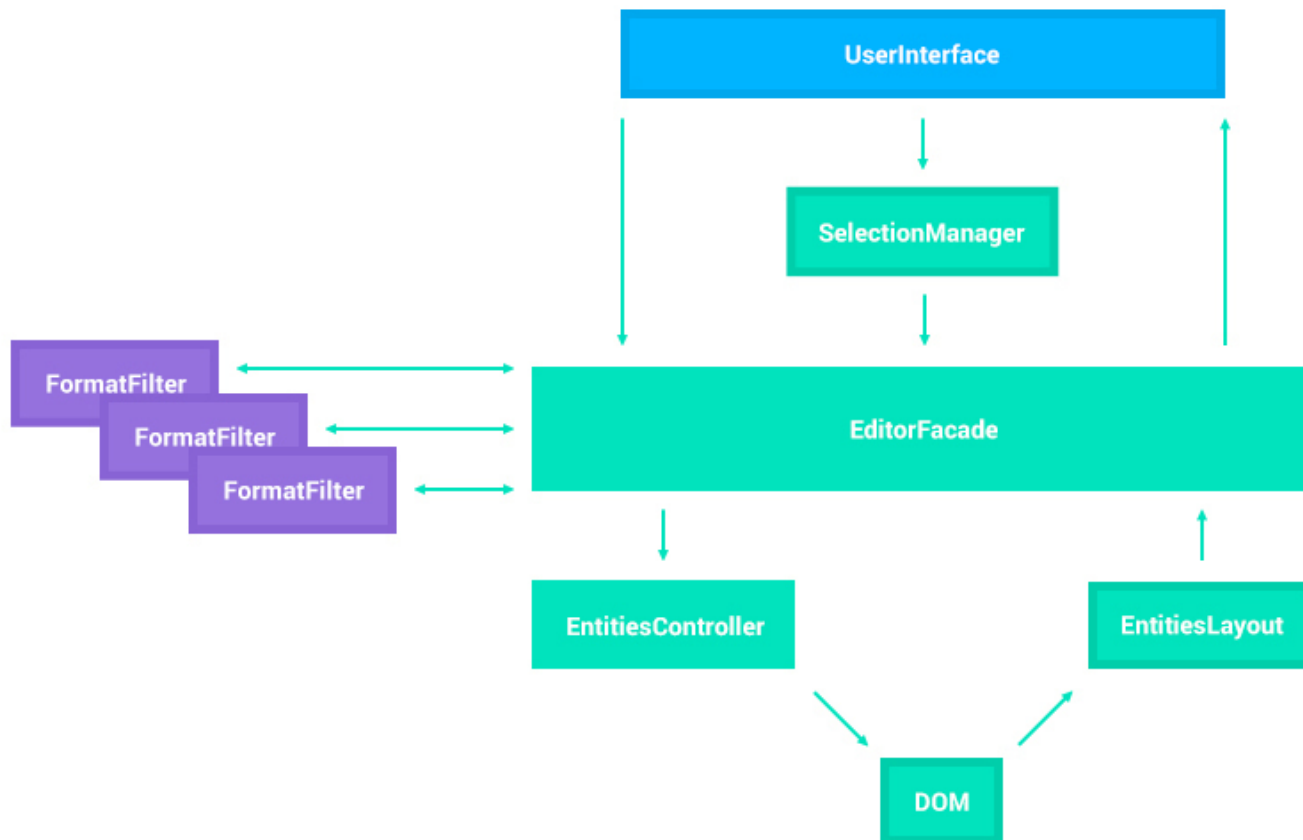 UserInterface
SelectionManager
FormatFilter
FormatFilter
FormatFilter
EditorFacade
EntitiesController
EntitiesLayout
DOM